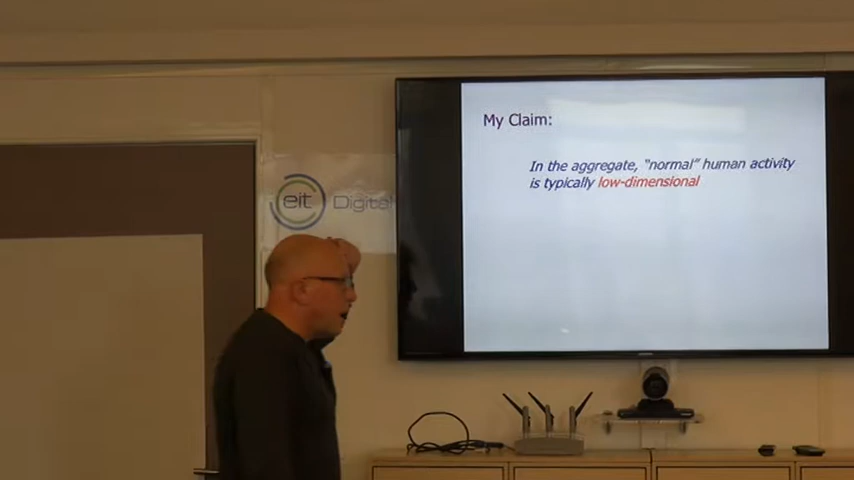 My Claim:
In the aggregate, "normal" human activity
is typically low-dimensional
eit Digital